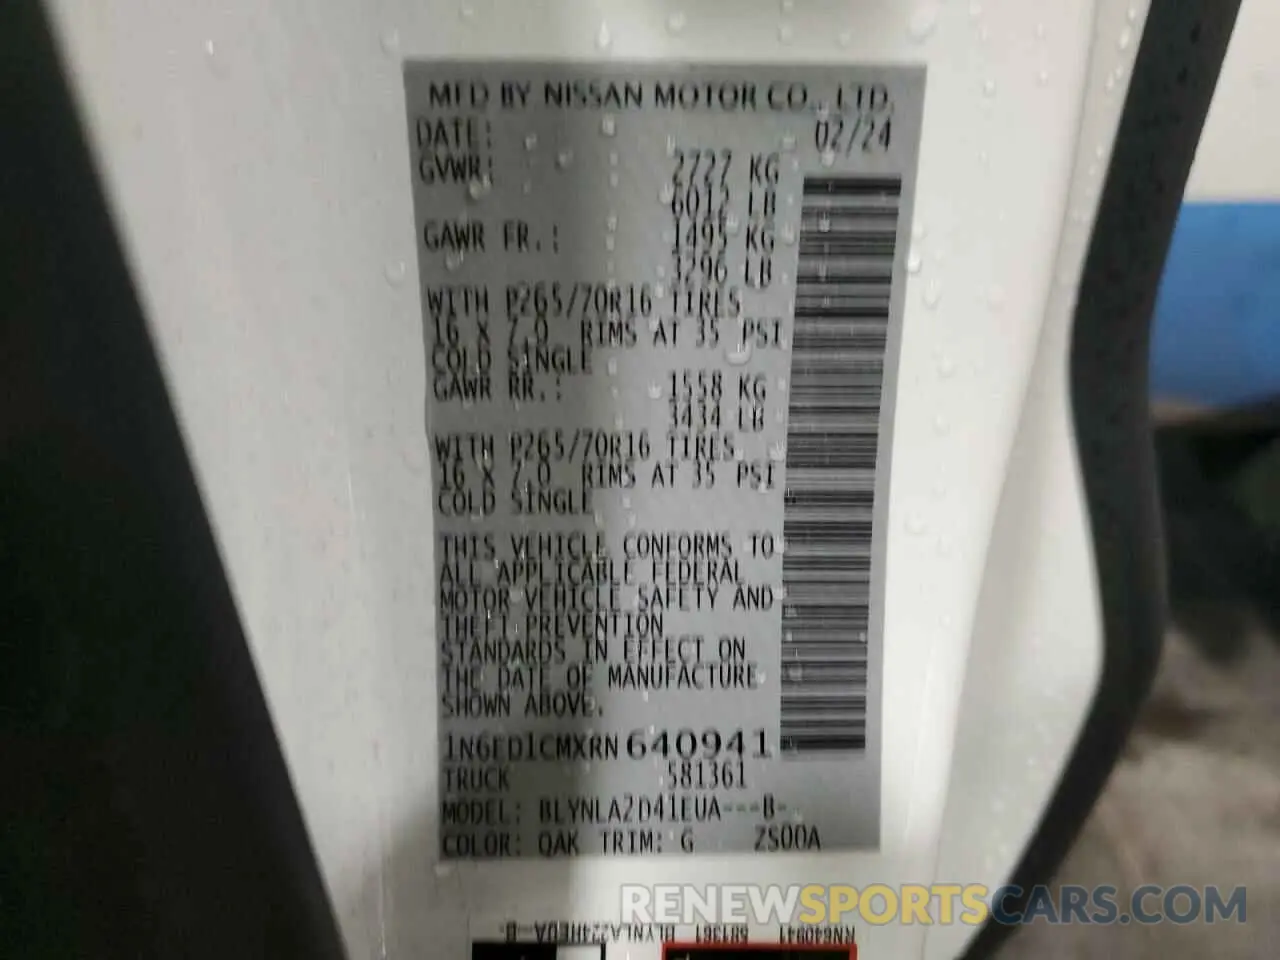 MFD BY NISSAN MOTOR CO., LTD.
DATE: 02/24
GVWR: 2727 KG
6012 LB
GAWR FR.: 1495 KG
3296 LB
WITH P265/70R16 TIRES
16 X 7.0 RIMS AT 35 PSI
COLD SINGLE
GAWR RR.: 1558 KG
3434 LB
WITH P265/70R16 TIRES
16 X 7.0 RIMS AT 35 PSI
COLD SINGLE
THIS VEHICLE CONFORMS TO
ALL APPLICABLE FEDERAL
MOTOR VEHICLE SAFETY AND
THEFT PREVENTION
STANDARDS IN EFFECT ON
THE DATE OF MANUFACTURE
SHOWN ABOVE.
1N6ED1CMXRN640941
TRUCK 581361
MODEL: BLYNLAZD41EUA---B-
COLOR: QAK TRIM: G ZS00A
RENEWSPORTSCARS.COM
RN640941 581361